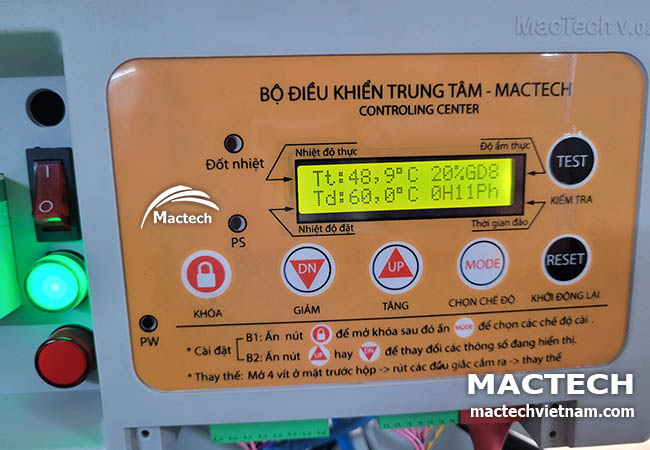 MacTech v.0
BỘ ĐIỀU KHIỂN TRUNG TÂM - MACTECH
CONTROLING CENTER
Đốt nhiệt
Nhiệt độ thực
Độ ẩm thực
Tt:48,9°C 20%GD8
Td:60,0°C 0H11Ph
Nhiệt độ đặt
Thời gian đảo
TEST
KIỂM TRA
Mactech
PS
DN
UP
MODE
RESET
KHÓA
GIẢM
TĂNG
CHỌN CHẾ ĐỘ
KHỞI ĐỘNG LẠI
PW
* Cài đặt
B1: Ấn nút để mở khóa sau đó ấn MODE để chọn các chế độ cài.
B2: Ấn nút UP hay DN để thay đổi các thông số đang hiển thị.
* Thay thế: Mở 4 vít ở mặt trước hộp -> rút các đầu giắc cắm ra -> thay thế
MACTECH
mactechvietnam.com